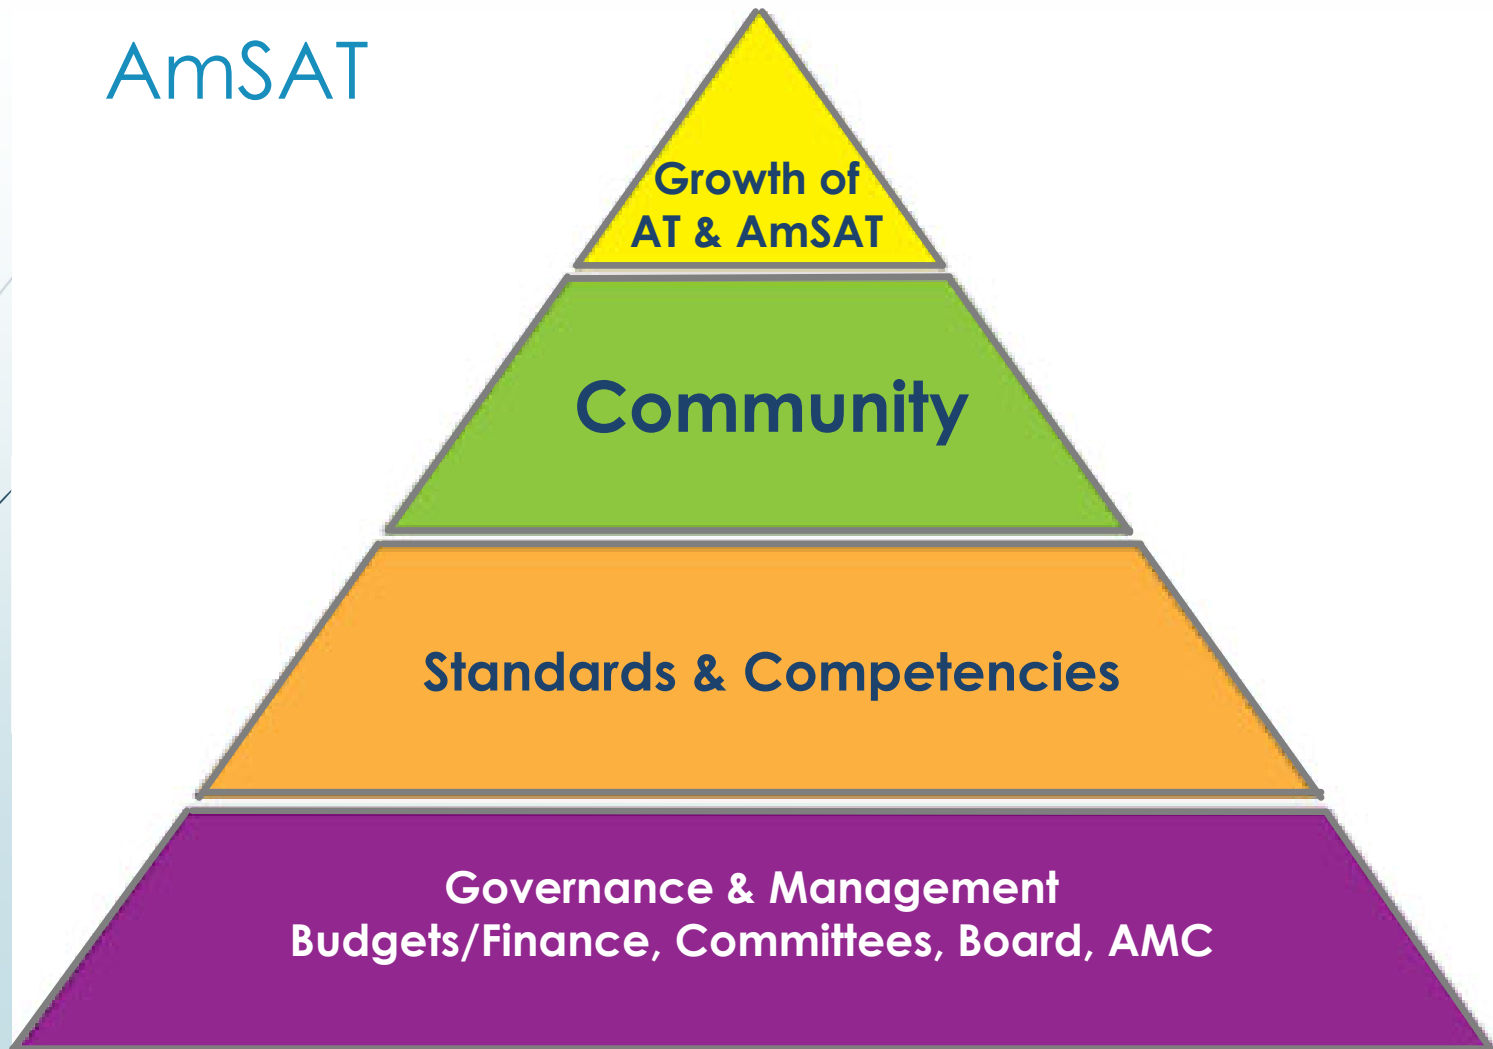 AmSAT
Growth of
AT & AmSAT
Community
Standards & Competencies
Governance & Management
Budgets/Finance, Committees, Board, AMC